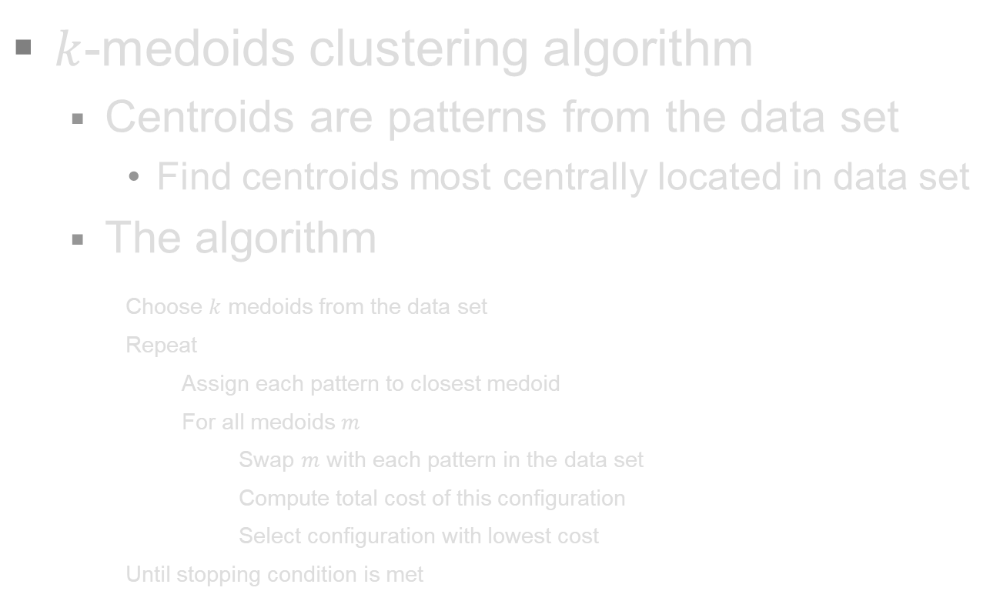 k-medoids clustering algorithm
Centroids are patterns from the data set
Find centroids most centrally located in data set
The algorithm
Choose k medoids from the data set
Repeat
Assign each pattern to closest medoid
For all medoids m
Swap m with each pattern in the data set
Compute total cost of this configuration
Select configuration with lowest cost
Until stopping condition is met